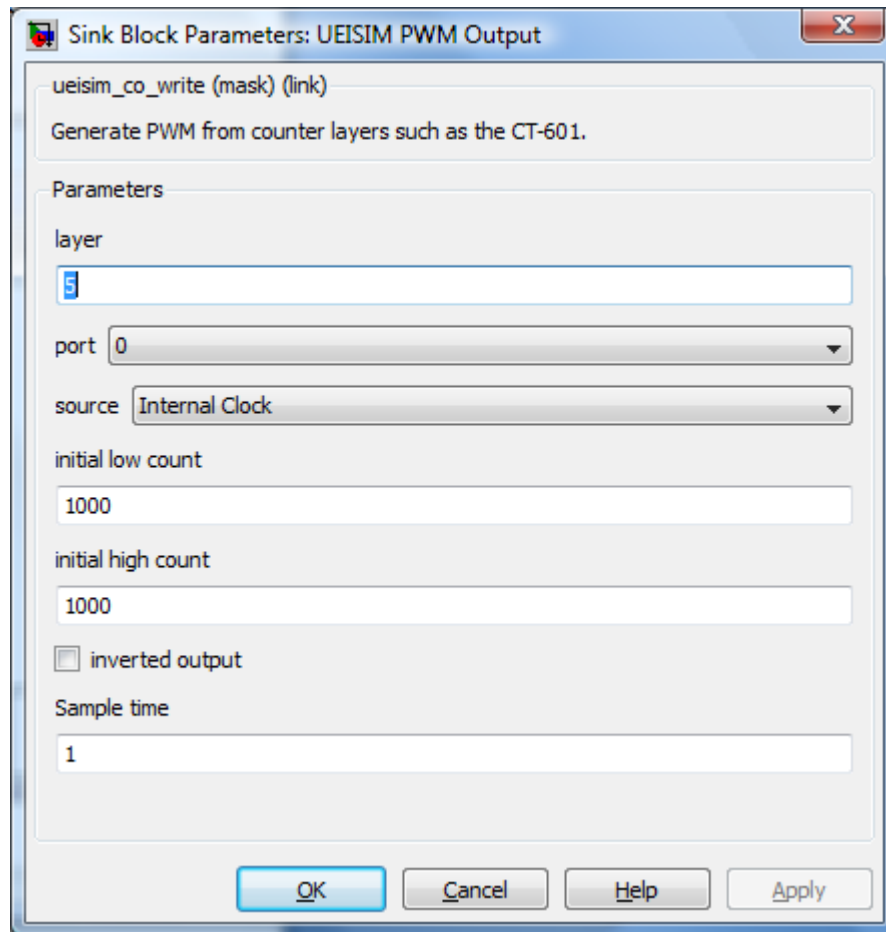 Sink Block Parameters: UEISIM PWM Output
ueisim_co_write (mask) (link)
Generate PWM from counter layers such as the CT-601.
Parameters
layer
5
port 0
source Internal Clock
initial low count
1000
initial high count
1000
inverted output
Sample time
1
OK Cancel Help Apply